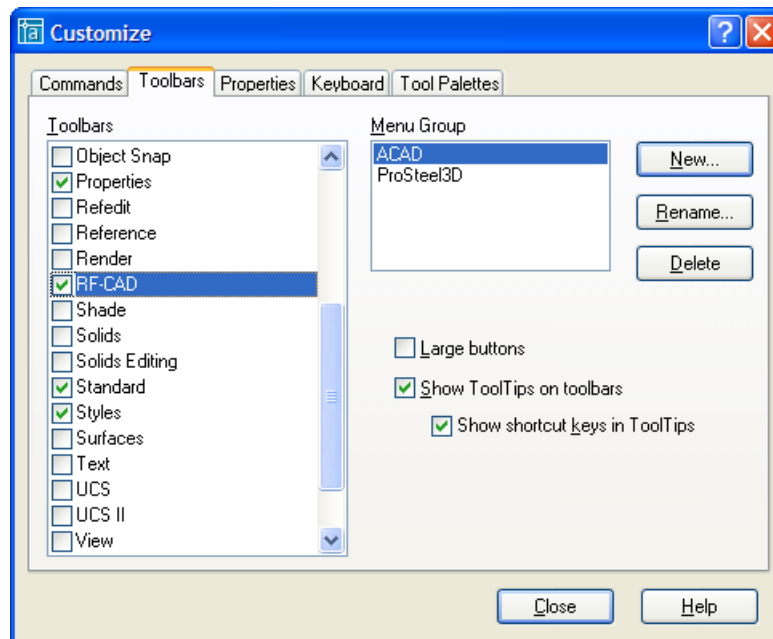 Customize
Commands Toolbars Properties Keyboard Tool Palettes
Toolbars
Object Snap
Properties
Refedit
Reference
Render
RF-CAD
Shade
Solids
Solids Editing
Standard
Styles
Surfaces
Text
UCS
UCS II
View
Menu Group
ACAD
ProSteel3D
New...
Rename...
Delete
Large buttons
Show ToolTips on toolbars
Show shortcut keys in ToolTips
Close
Help